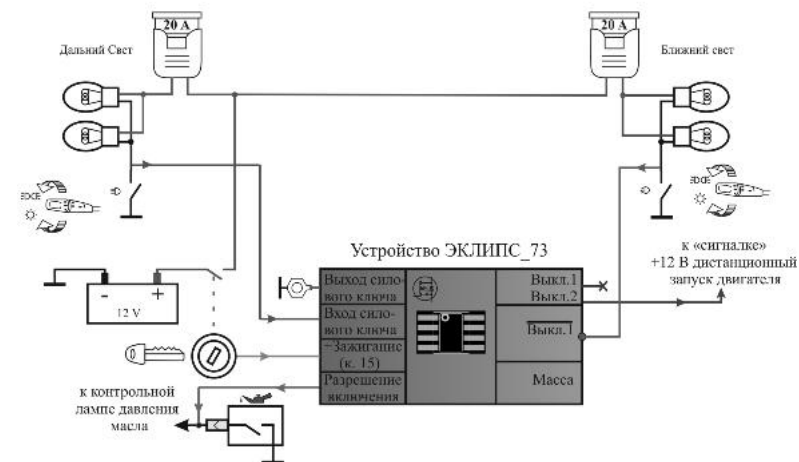 20 A
20 A
Дальний Свет
Ближний свет
EDGE
Устройство ЭКЛИПС_73
к «сигналке»
+12 В дистанционный
запуск двигателя
- +
12 V
Выход сило-
вого ключа
Вход сило-
вого ключа
+Зажигание
(к. 15)
Разрешение
включения
Выкл.1
Выкл.2
Выкл.1
Масса
к контрольной
лампе давления
масла